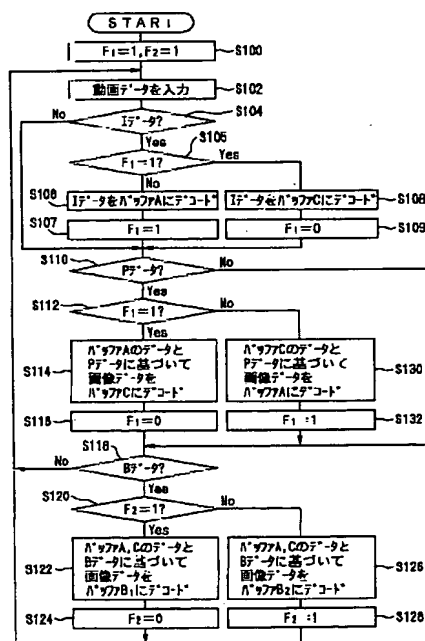 START
F₁=1,F₂=1
S100
動画データを入力
S102
S104
No
Iデータ?
Yes
S105
F₁=1?
Yes
No
S106
IデータをバッファAにデコード
IデータをバッファCにデコード
S108
S107
F₁=1
F₁=0
S109
S110
Pデータ?
No
Yes
S112
F₁=1?
No
Yes
S114
バッファAのデータと
Pデータに基づいて
画像データを
バッファCにデコード
バッファCのデータと
Pデータに基づいて
画像データを
バッファAにデコード
S130
S116
F₁=0
F₁=1
S132
S118
No
Bデータ?
Yes
S120
F₂=1?
No
Yes
S122
バッファA,Cのデータと
Bデータに基づいて
画像データを
バッファB₁にデコード
バッファA,Cのデータと
Bデータに基づいて
画像データを
バッファB₂にデコード
S126
S124
F₂=0
F₂=1
S128